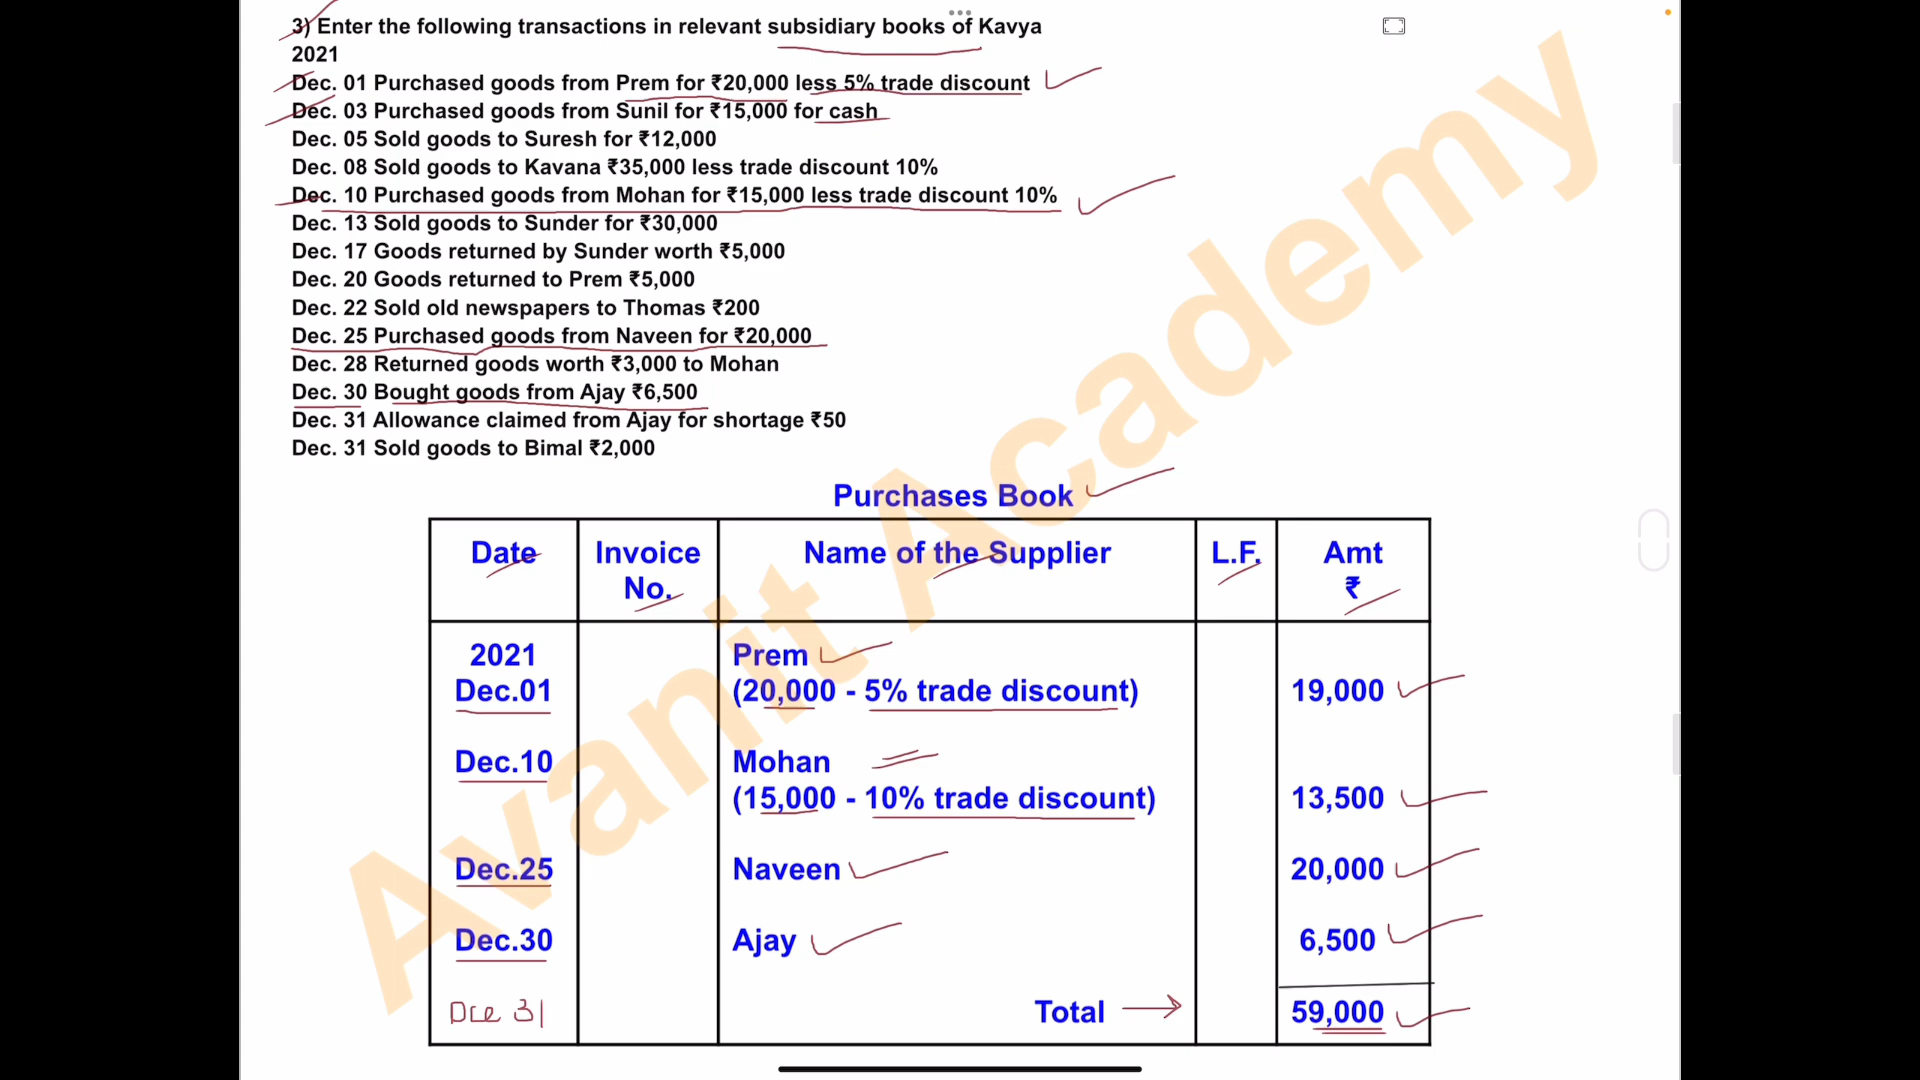 3) Enter the following transactions in relevant subsidiary books of Kavya
2021
Dec. 01 Purchased goods from Prem for ₹20,000 less 5% trade discount
Dec. 03 Purchased goods from Sunil for ₹15,000 for cash
Dec. 05 Sold goods to Suresh for ₹12,000
Dec. 08 Sold goods to Kavana ₹35,000 less trade discount 10%
Dec. 10 Purchased goods from Mohan for ₹15,000 less trade discount 10%
Dec. 13 Sold goods to Sunder for ₹30,000
Dec. 17 Goods returned by Sunder worth ₹5,000
Dec. 20 Goods returned to Prem ₹5,000
Dec. 22 Sold old newspapers to Thomas ₹200
Dec. 25 Purchased goods from Naveen for ₹20,000
Dec. 28 Returned goods worth ₹3,000 to Mohan
Dec. 30 Bought goods from Ajay ₹6,500
Dec. 31 Allowance claimed from Ajay for shortage ₹50
Dec. 31 Sold goods to Bimal ₹2,000
Purchases Book
Date Invoice No. Name of the Supplier L.F. Amt ₹
2021 Prem
Dec.01 (20,000 - 5% trade discount) 19,000
Dec.10 Mohan
(15,000 - 10% trade discount) 13,500
Dec.25 Naveen 20,000
Dec.30 Ajay 6,500
Dec 31 Total 59,000
Avanit Academy